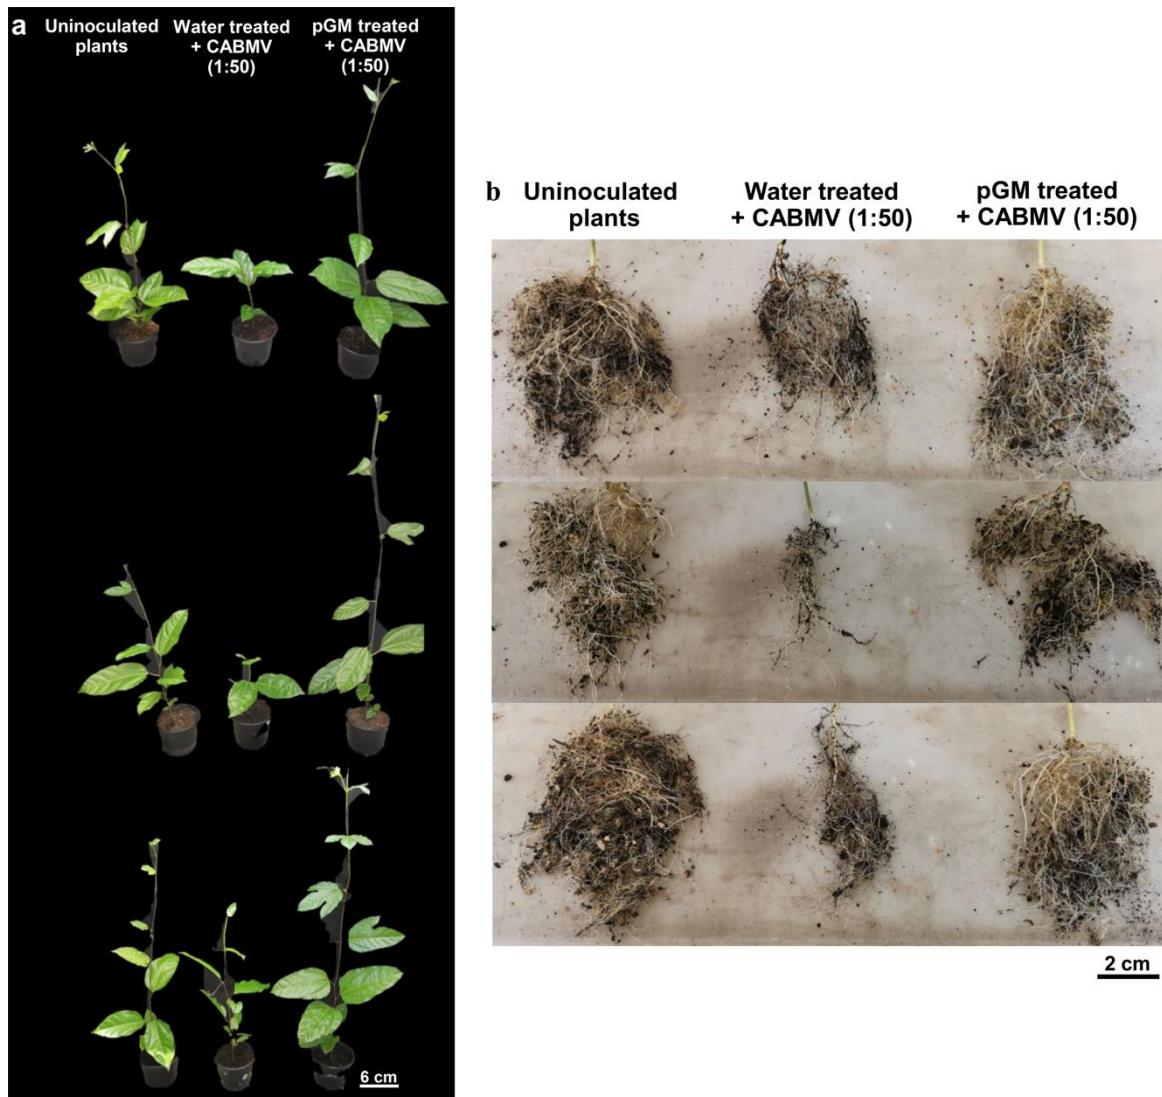 a
Uninoculated
plants
Water treated
+ CABMV
(1:50)
pGM treated
+ CABMV
(1:50)
6 cm
b
Uninoculated
plants
Water treated
+ CABMV (1:50)
pGM treated
+ CABMV (1:50)
2 cm